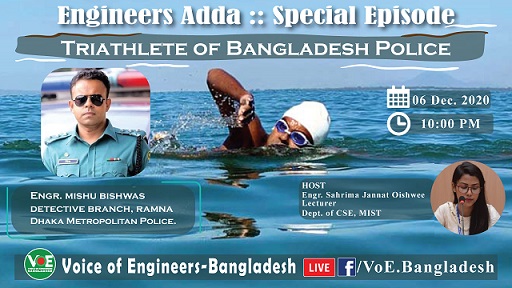 Engineers Adda :: Special Episode
Triathlete of Bangladesh Police
06 Dec. 2020
10:00 PM
Engr. Mishu Bishwas
Detective Branch, Ramna
Dhaka Metropolitan Police.
HOST
Engr. Sahrima Jannat Oishwee
Lecturer
Dept. of CSE, MIST
VOE
Voice of Engineers-Bangladesh LIVE f/VoE.Bangladesh